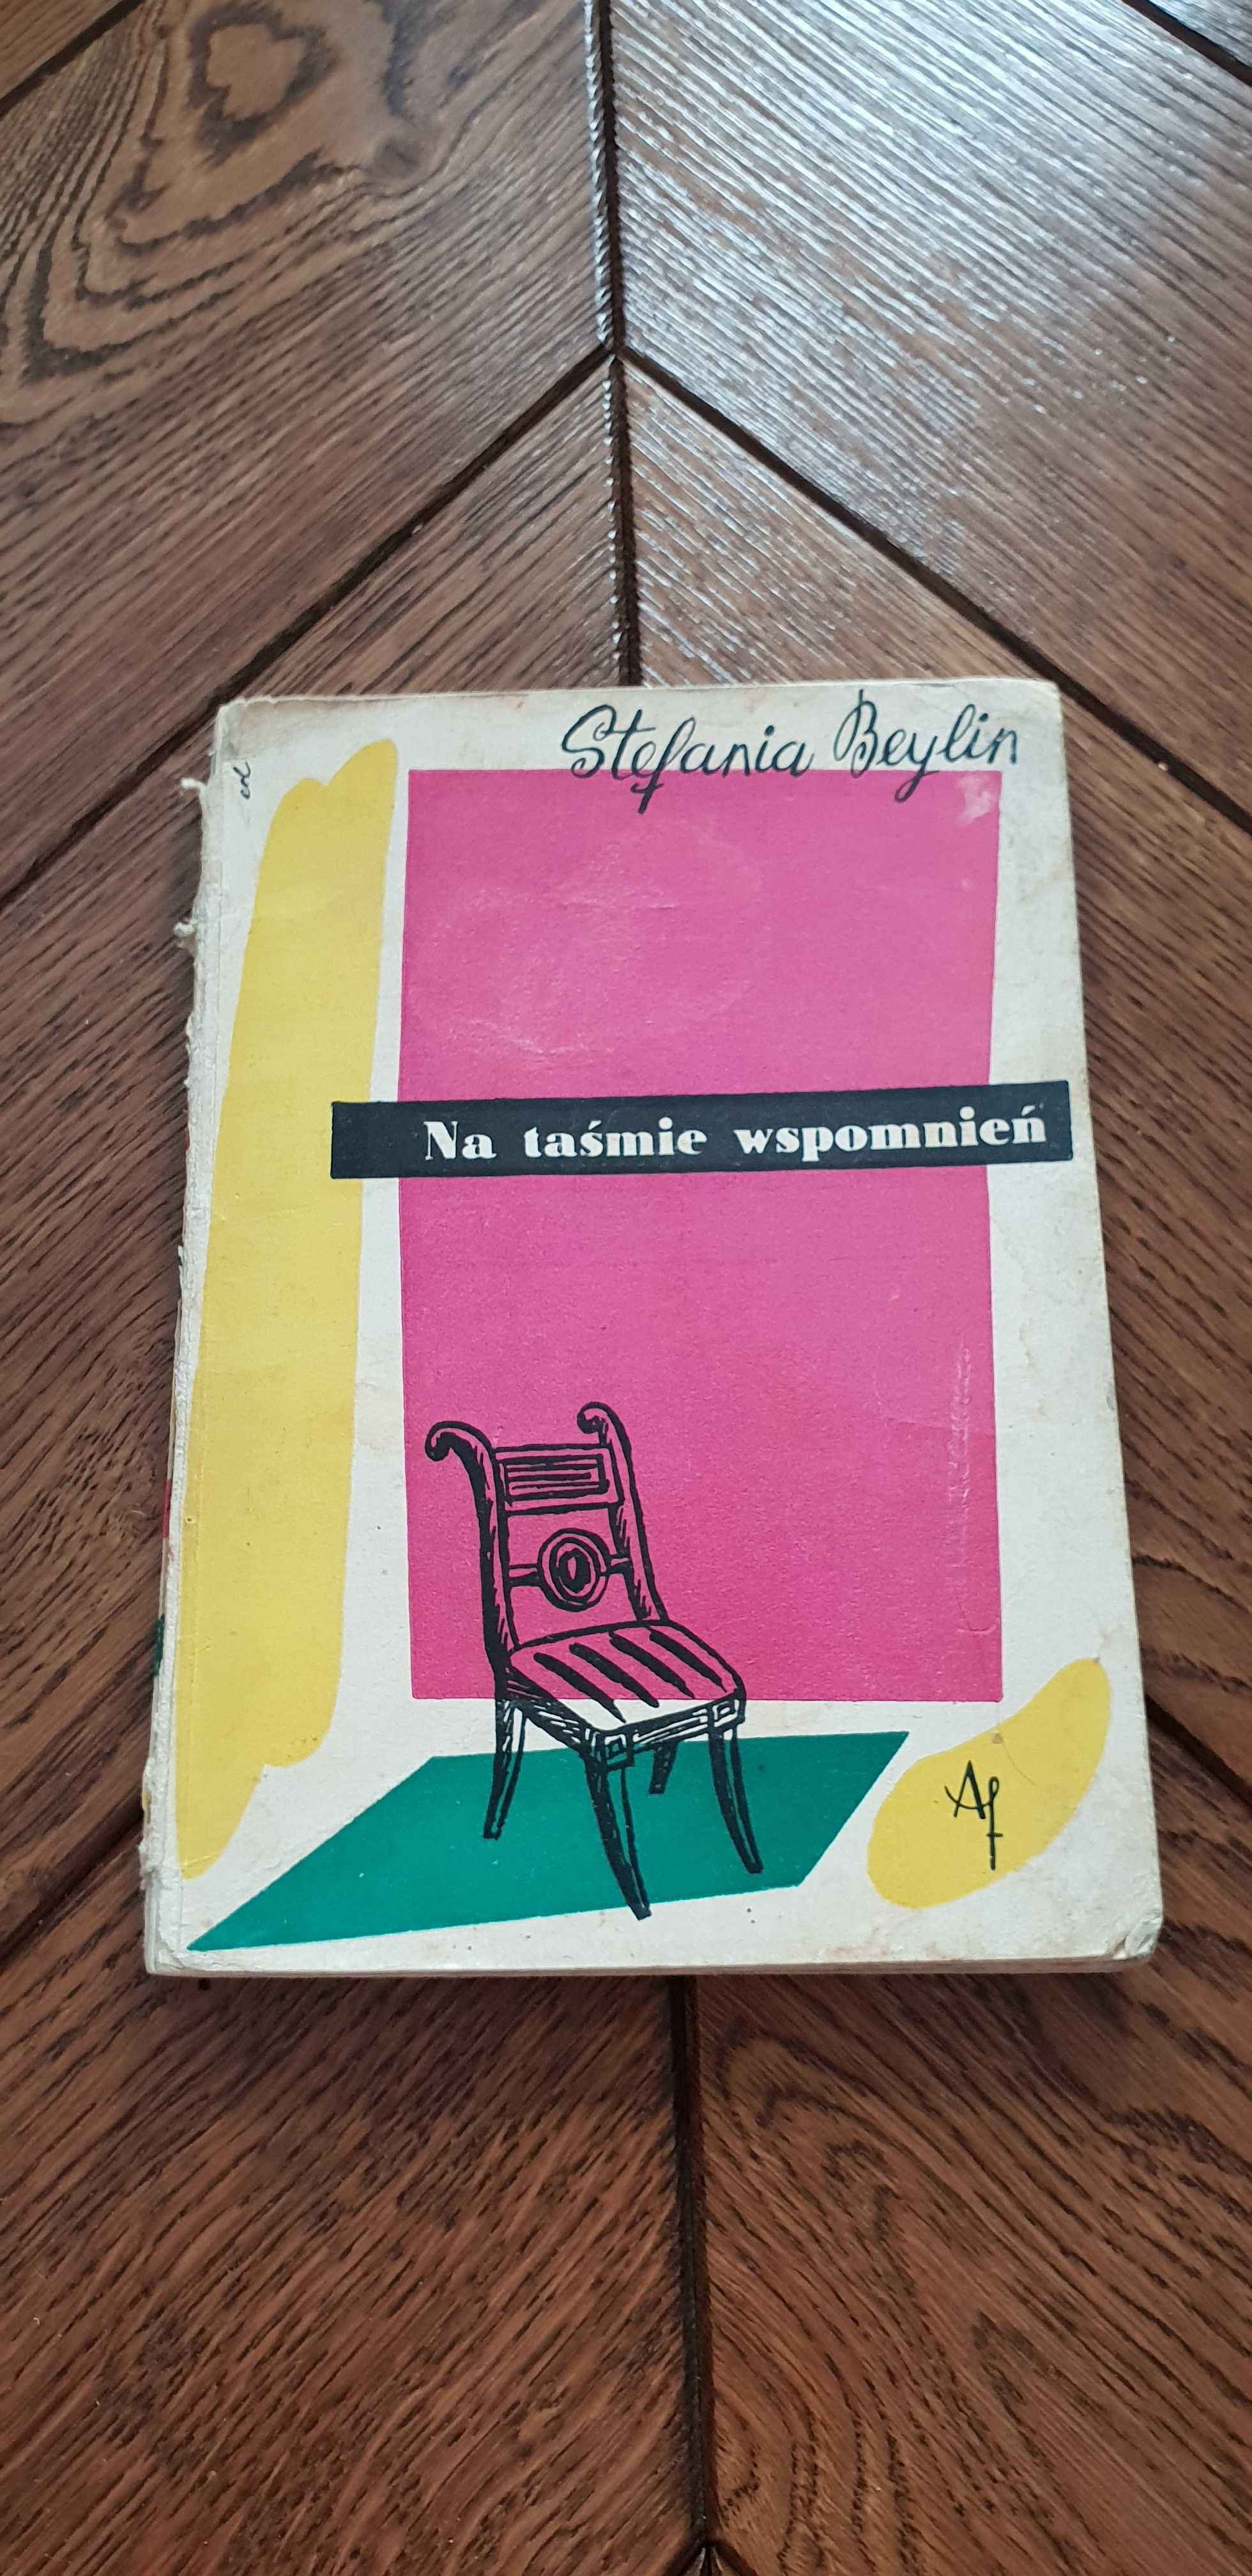 Stefania Beylin
Na taśmie wspomnień